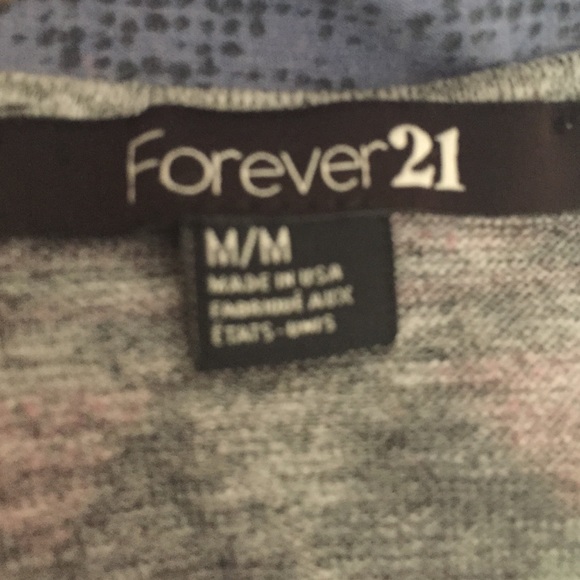 Forever21
M/M
MADE IN USA
FABRIQUÉ AUX
ÉTATS-UNIS